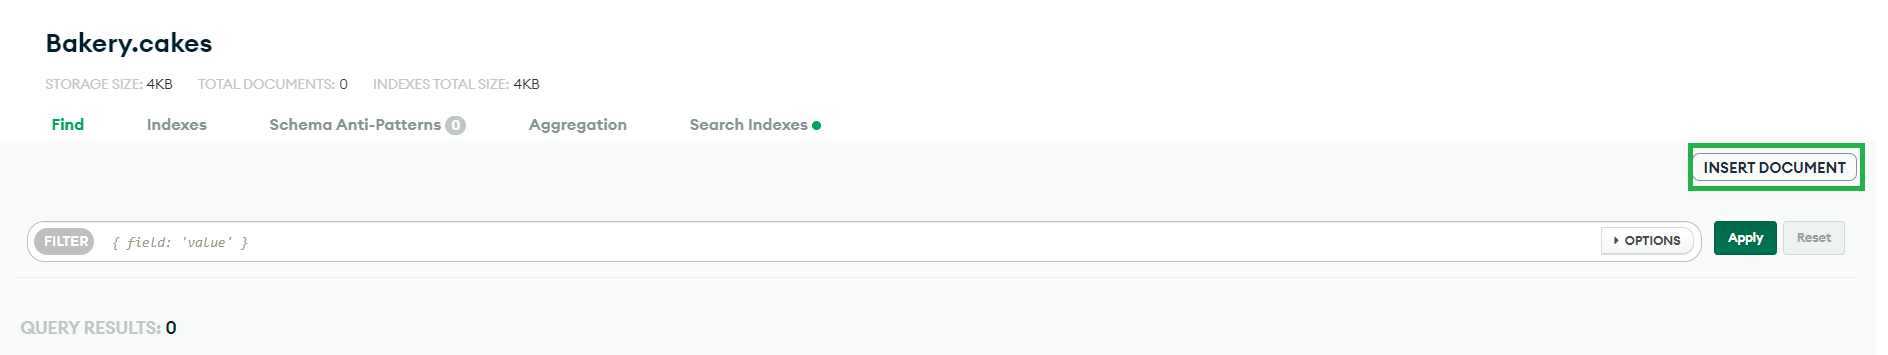 Bakery.cakes
STORAGE SIZE: 4KB TOTAL DOCUMENTS: 0 INDEXES TOTAL SIZE: 4KB
Find Indexes Schema Anti-Patterns 0 Aggregation Search Indexes
INSERT DOCUMENT
FILTER { field: 'value' } OPTIONS Apply Reset
QUERY RESULTS: 0